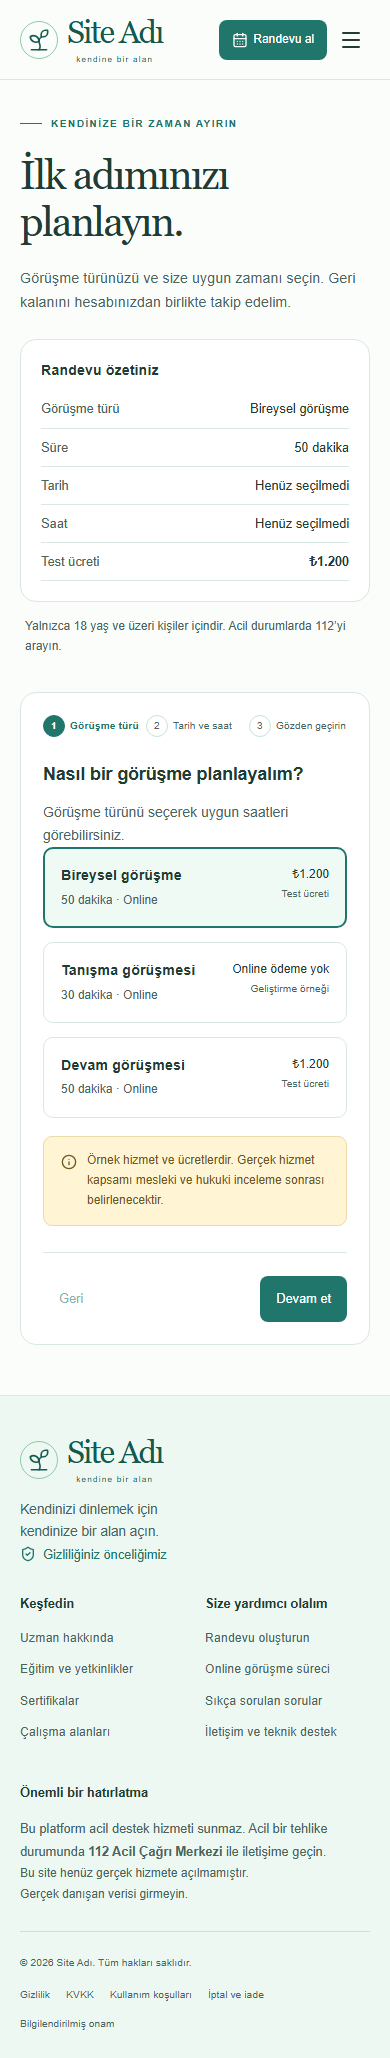 Site Adı
kendine bir alan
Randevu al
KENDİNİZE BİR ZAMAN AYIRIN
İlk adımınızı
planlayın.
Görüşme türünüzü ve size uygun zamanı seçin. Geri
kalanını hesabınızdan birlikte takip edelim.
Randevu özetiniz
Görüşme türü Bireysel görüşme
Süre 50 dakika
Tarih Henüz seçilmedi
Saat Henüz seçilmedi
Test ücreti ₺1.200
Yalnızca 18 yaş ve üzeri kişiler içindir. Acil durumlarda 112'yi
arayın.
1 Görüşme türü 2 Tarih ve saat 3 Gözden geçirin
Nasıl bir görüşme planlayalım?
Görüşme türünü seçerek uygun saatleri
görebilirsiniz.
Bireysel görüşme ₺1.200
50 dakika · Online Test ücreti
Tanışma görüşmesi Online ödeme yok
30 dakika · Online Geliştirme örneği
Devam görüşmesi ₺1.200
50 dakika · Online Test ücreti
Örnek hizmet ve ücretlerdir. Gerçek hizmet
kapsamı mesleki ve hukuki inceleme sonrası
belirlenecektir.
Geri Devam et
Site Adı
kendine bir alan
Kendinizi dinlemek için
kendinize bir alan açın.
Gizliliğiniz önceliğimiz
Keşfedin Size yardımcı olalım
Uzman hakkında Randevu oluşturun
Eğitim ve yetkinlikler Online görüşme süreci
Sertifikalar Sıkça sorulan sorular
Çalışma alanları İletişim ve teknik destek
Önemli bir hatırlatma
Bu platform acil destek hizmeti sunmaz. Acil bir tehlike
durumunda 112 Acil Çağrı Merkezi ile iletişime geçin.
Bu site henüz gerçek hizmete açılmamıştır.
Gerçek danışan verisi girmeyin.
© 2026 Site Adı. Tüm hakları saklıdır.
Gizlilik KVKK Kullanım koşulları İptal ve iade
Bilgilendirilmiş onam